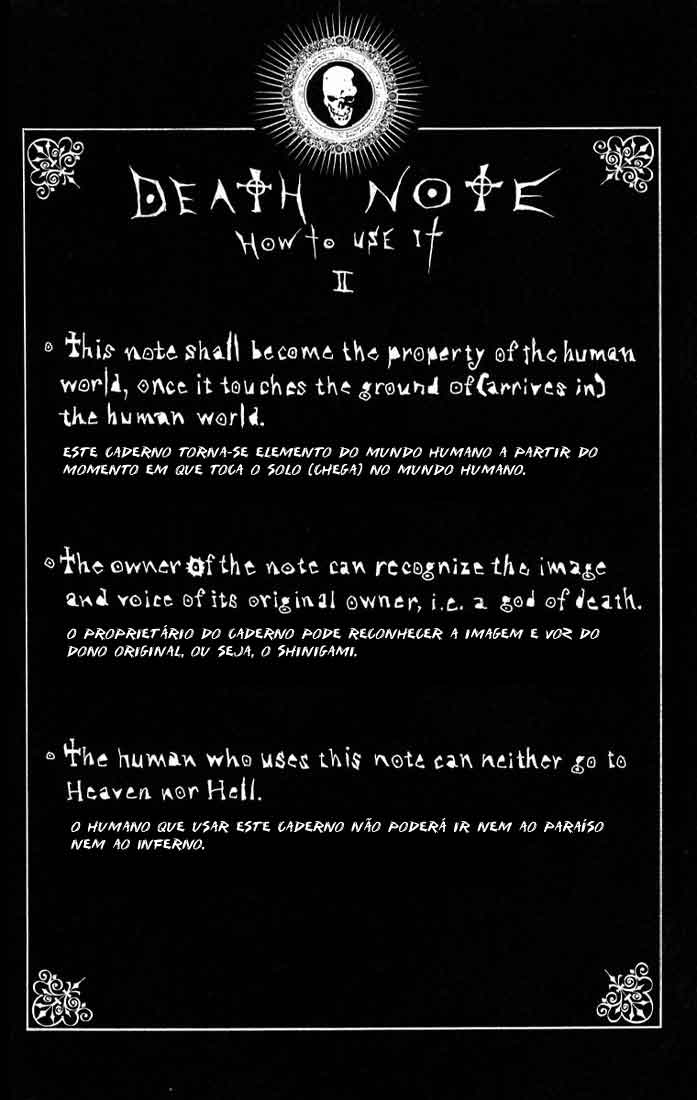 DEATH NOTE
How to use it
II
This note shall become the property of the human
world, once it touches the ground of (arrives in)
the human world.
ESTE CADERNO TORNA-SE ELEMENTO DO MUNDO HUMANO A PARTIR DO
MOMENTO EM QUE TOCA O SOLO (CHEGA) NO MUNDO HUMANO.
The owner of the note can recognize the image
and voice of its original owner, i.e. a god of death.
O PROPRIETÁRIO DO CADERNO PODE RECONHECER A IMAGEM E VOZ DO
DONO ORIGINAL, OU SEJA, O SHINIGAMI.
The human who uses this note can neither go to
Heaven nor Hell.
O HUMANO QUE USAR ESTE CADERNO NÃO PODERÁ IR NEM AO PARAÍSO
NEM AO INFERNO.